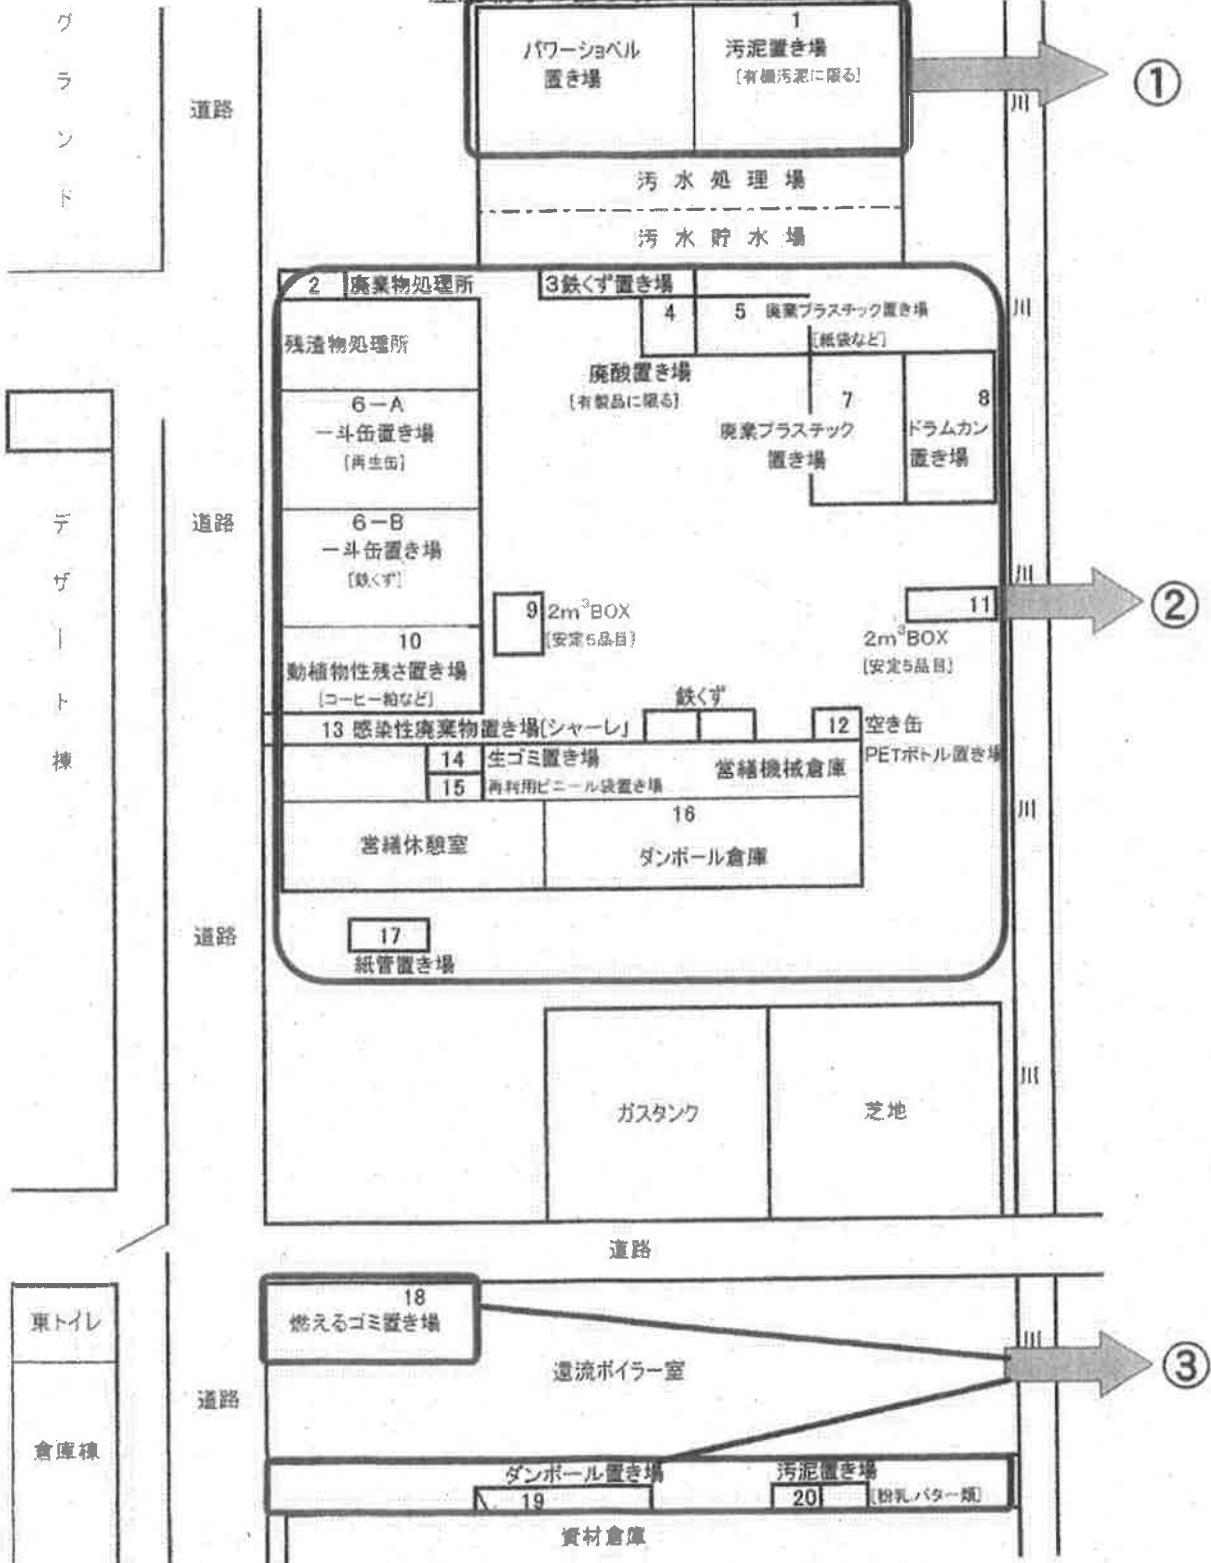 グランド
パワーショベル
置き場
1
汚泥置き場
[有機汚泥に限る]
①
道路
川
汚水処理場
汚水貯水場
2
廃棄物処理所
3鉄くず置き場
4
5 廃棄プラスチック置き場
[紙袋など]
川
残渣物処理所
廃酸置き場
[有製品に限る]
6-A
一斗缶置き場
[再生缶]
7
廃棄プラスチック
置き場
8
ドラムカン
置き場
デザート棟
道路
6-B
一斗缶置き場
[鉄くず]
川
9
2m³BOX
[安定5品目]
11
2m³BOX
[安定5品目]
②
10
動植物性残さ置き場
[コーヒー粕など]
鉄くず
13 感染性廃棄物置き場[シャーレ]
12
空き缶
PETボトル置き場
14
生ゴミ置き場
15
再利用ビニール袋置き場
営繕機械倉庫
営繕休憩室
16
ダンボール倉庫
川
道路
17
紙管置き場
ガスタンク
芝地
川
道路
東トイレ
18
燃えるゴミ置き場
川
還流ボイラー室
③
道路
倉庫棟
ダンボール置き場
19
汚泥置き場
20
[粉乳.バター類]
資材倉庫